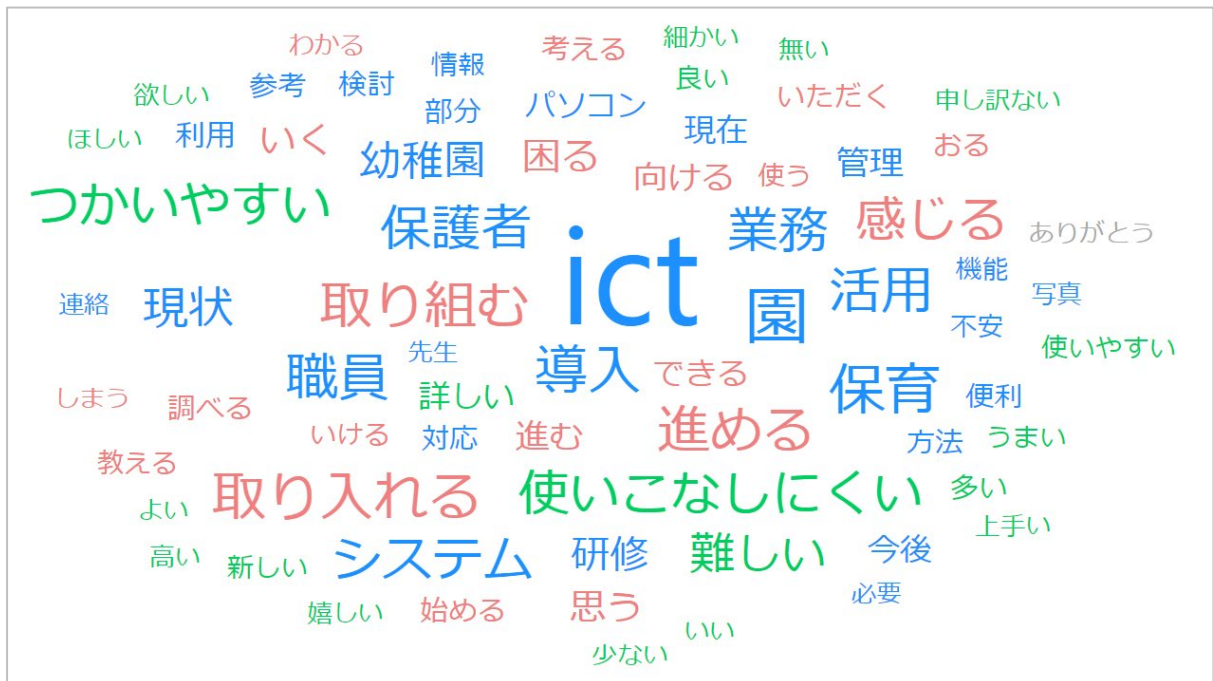 わかる 考える 細かい 無い
欲しい 参考 検討 情報 良い いただく 申し訳ない
ほしい 利用 いく 部分 パソコン 現在 おる
幼稚園 困る 向ける 使う 管理
つかいやすい 保護者 業務 感じる ありがとう
連絡 現状 取り組む ict 園 活用 機能 写真
不安 使いやすい
職員 先生 導入 できる 保育 便利
しまう 調べる 詳しい
教える いける 対応 進む 進める 方法 うまい
よい 取り入れる 使いこなしにくい 多い 上手い
高い 新しい システム 研修 難しい 今後 必要
嬉しい 始める 思う いい
少ない